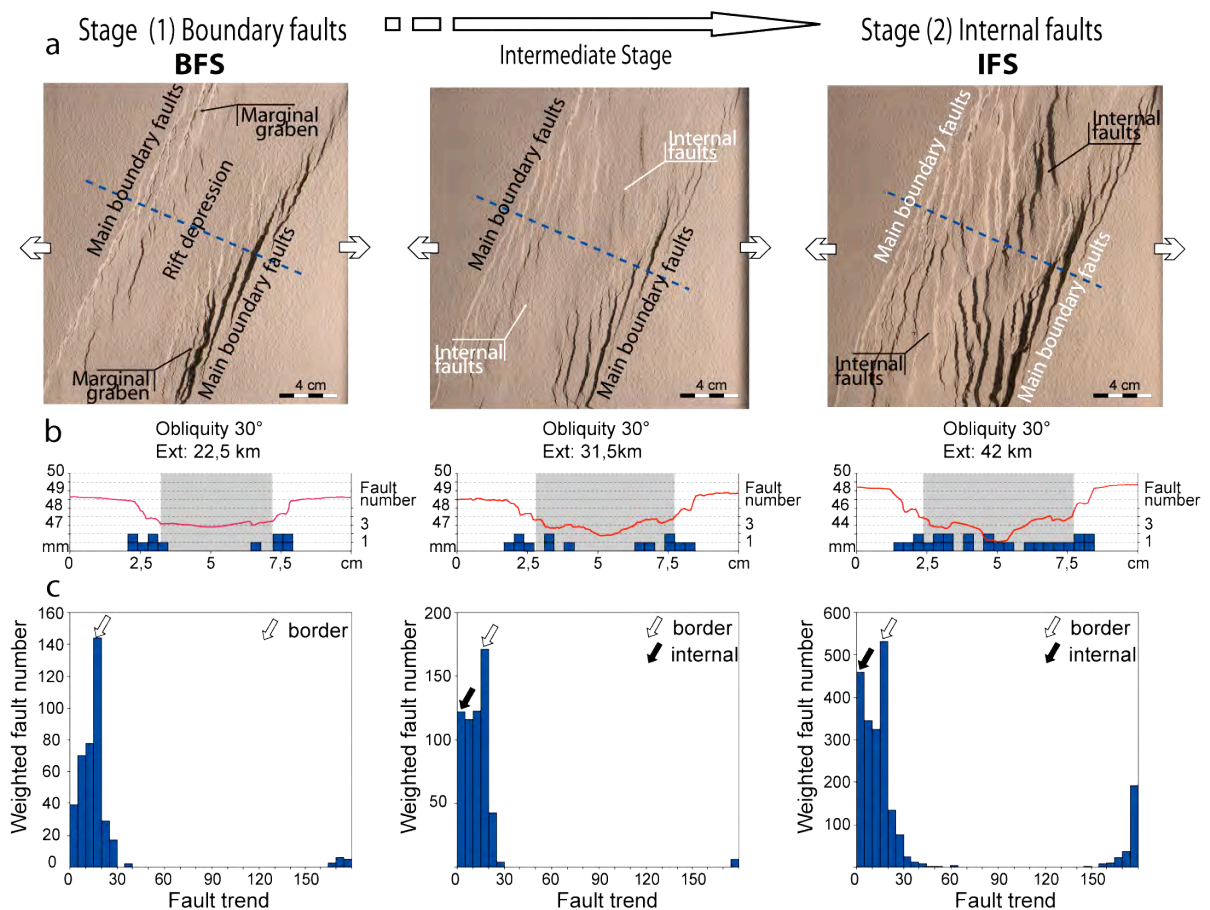 Stage (1) Boundary faults
BFS
Intermediate Stage
Stage (2) Internal faults
IFS
a
Main boundary faults
Marginal
graben
Rift depression
Main boundary faults
Marginal
graben
4 cm
Main boundary faults
Internal
faults
Main boundary faults
Internal
faults
4 cm
Main boundary faults
Internal
faults
Main boundary faults
Internal
faults
4 cm
b
Obliquity 30°
Ext: 22,5 km
Obliquity 30°
Ext: 31,5km
Obliquity 30°
Ext: 42 km
50
49
48
47
mm
Fault
number
3
1
0 2,5 5 7,5 cm
50
49
48
47
mm
Fault
number
3
1
0 2,5 5 7,5 cm
48
46
44
mm
Fault
number
3
1
0 2,5 5 7,5 cm
c
Weighted fault number
160
140
120
100
80
60
40
20
0
border
0 30 60 90 120 150
Fault trend
Weighted fault number
200
150
100
50
border
internal
0 30 60 90 120 150
Fault trend
Weighted fault number
600
500
400
300
200
100
border
internal
0 30 60 90 120 150
Fault trend